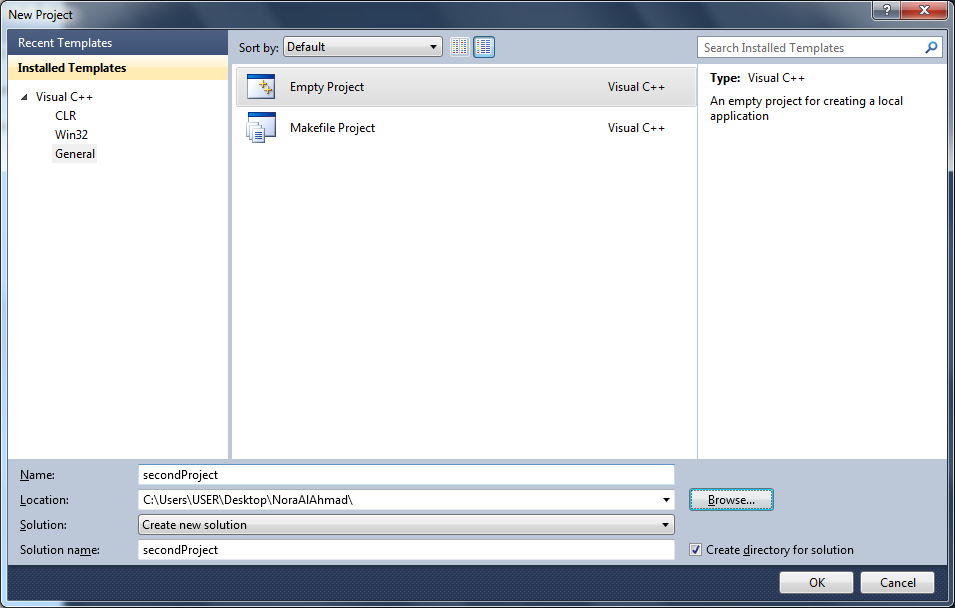 New Project
?
Recent Templates
Installed Templates
Visual C++
CLR
Win32
General
Sort by: Default
Search Installed Templates
Empty Project Visual C++
Makefile Project Visual C++
Type: Visual C++
An empty project for creating a local
application
Name: secondProject
Location: C:\Users\USER\Desktop\NoraAlAhmad\ Browse...
Solution: Create new solution
Solution name: secondProject Create directory for solution
OK Cancel